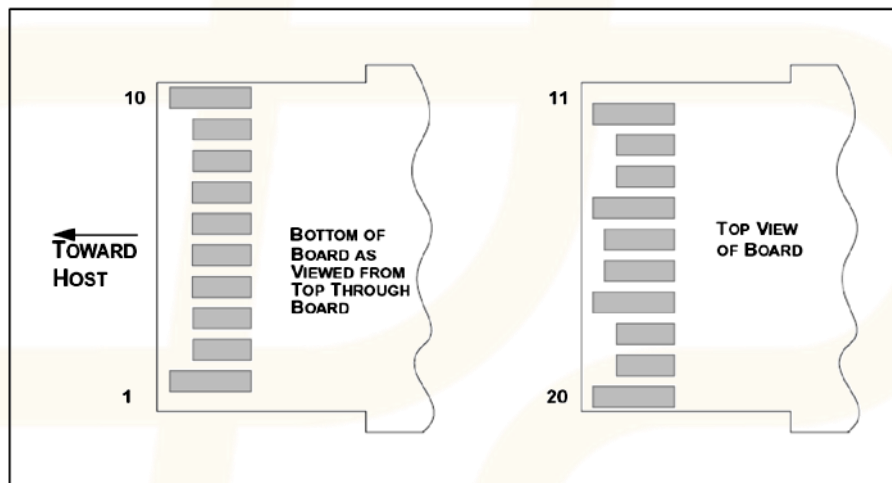 10
11
TOWARD
HOST
BOTTOM OF
BOARD AS
VIEWED FROM
TOP THROUGH
BOARD
TOP VIEW
OF BOARD
1
20